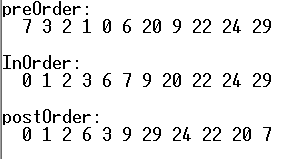 preOrder:
7 3 2 1 0 6 20 9 22 24 29
InOrder:
0 1 2 3 6 7 9 20 22 24 29
postOrder:
0 1 2 6 3 9 29 24 22 20 7